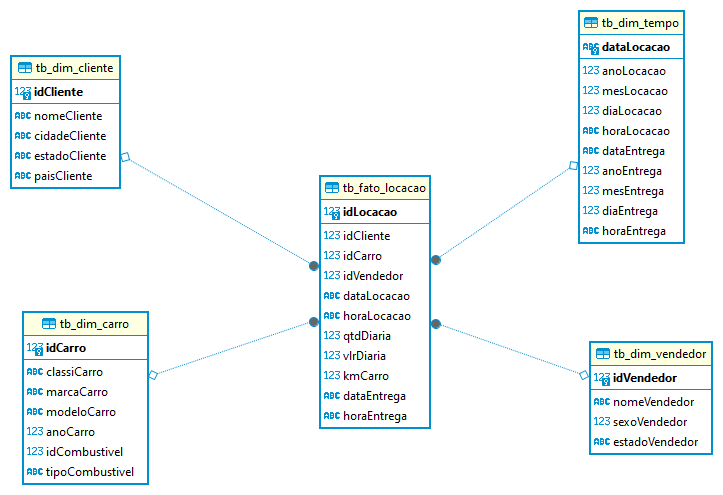 tb_dim_cliente
123 idCliente
ABC nomeCliente
ABC cidadeCliente
ABC estadoCliente
ABC paisCliente
tb_dim_tempo
ABC dataLocacao
123 anoLocacao
123 mesLocacao
123 diaLocacao
ABC horaLocacao
ABC dataEntrega
123 anoEntrega
123 mesEntrega
123 diaEntrega
ABC horaEntrega
tb_fato_locacao
123 idLocacao
123 idCliente
123 idCarro
123 idVendedor
ABC dataLocacao
ABC horaLocacao
123 qtdDiaria
123 vlrDiaria
123 kmCarro
ABC dataEntrega
ABC horaEntrega
tb_dim_carro
123 idCarro
ABC classiCarro
ABC marcaCarro
ABC modeloCarro
123 anoCarro
123 idCombustivel
ABC tipoCombustivel
tb_dim_vendedor
123 idVendedor
ABC nomeVendedor
123 sexoVendedor
ABC estadoVendedor